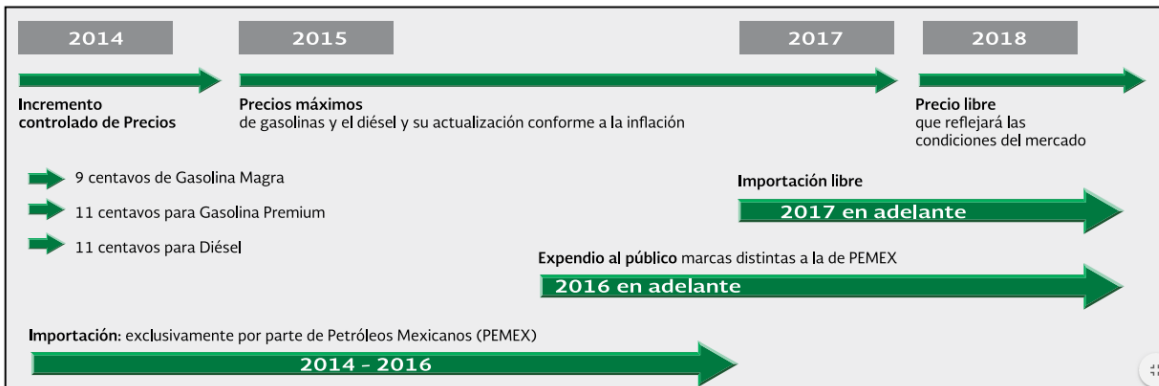 2014
2015
2017
2018
Incremento
controlado de Precios
Precios máximos
de gasolinas y el diésel y su actualización conforme a la inflación
Precio libre
que reflejará las
condiciones del mercado
9 centavos de Gasolina Magra
11 centavos para Gasolina Premium
11 centavos para Diésel
Importación libre
2017 en adelante
Expendio al público marcas distintas a la de PEMEX
2016 en adelante
Importación: exclusivamente por parte de Petróleos Mexicanos (PEMEX)
2014 - 2016